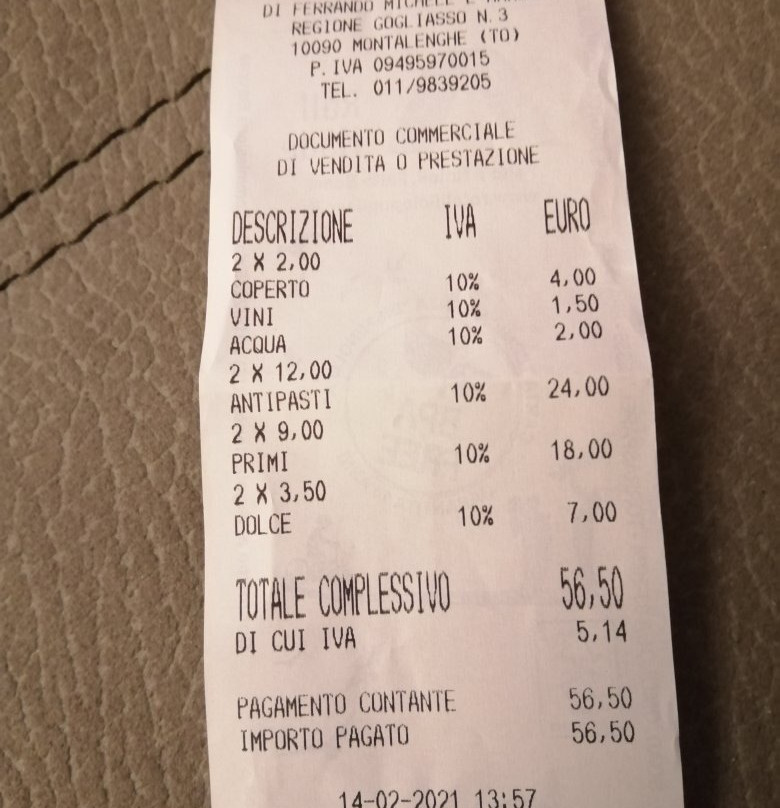 DI FERRANDO MICHELE E
REGIONE GOGLIASSO N.3
10090 MONTALENGHE (TO)
P.IVA 09495970015
TEL. 011/9839205
DOCUMENTO COMMERCIALE
DI VENDITA O PRESTAZIONE
DESCRIZIONE IVA EURO
2 X 2,00
COPERTO 10% 4,00
VINI 10% 1,50
ACQUA 10% 2,00
2 X 12,00
ANTIPASTI 10% 24,00
2 X 9,00
PRIMI 10% 18,00
2 X 3,50
DOLCE 10% 7,00
TOTALE COMPLESSIVO 56,50
DI CUI IVA 5,14
PAGAMENTO CONTANTE 56,50
IMPORTO PAGATO 56,50
14-02-2021 13:57